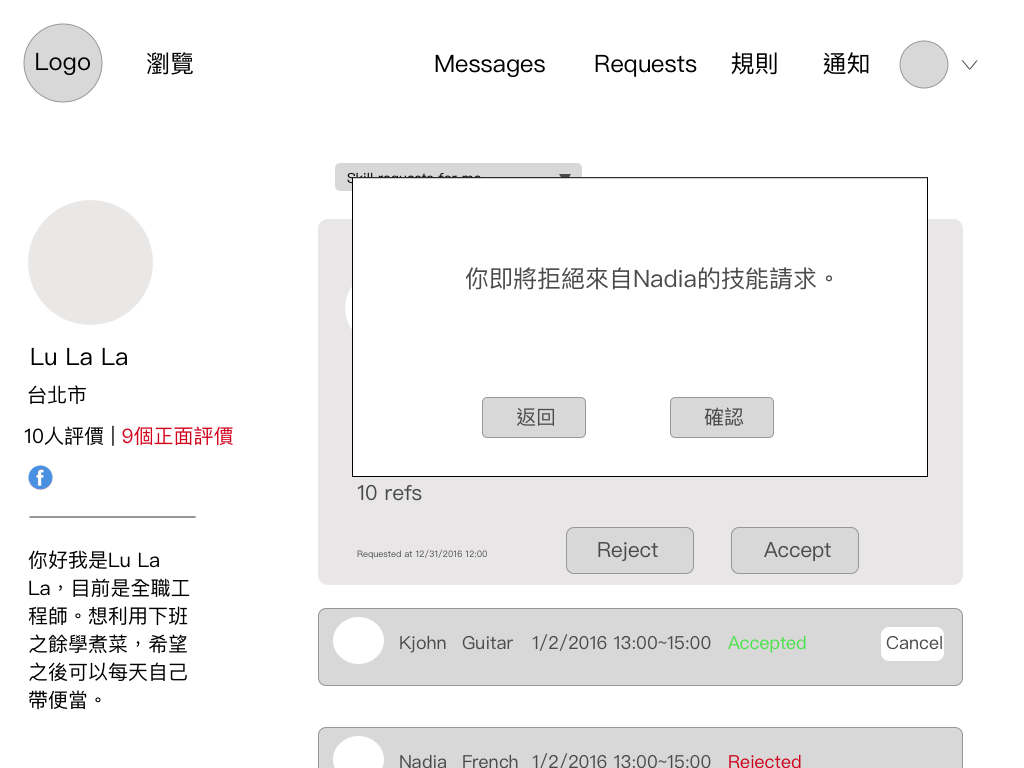 Logo
瀏覽
Messages
Requests
規則
通知
Skill requests for me
你即將拒絕來自Nadia的技能請求。
返回
確認
10 refs
Requested at 12/31/2016 12:00
Reject
Accept
Lu La La
台北市
10人評價 | 9個正面評價
你好我是Lu La
La，目前是全職工
程師。想利用下班
之餘學煮菜，希望
之後可以每天自己
帶便當。
Kjohn Guitar 1/2/2016 13:00~15:00 Accepted Cancel
Nadia French 1/2/2016 13:00~15:00 Rejected